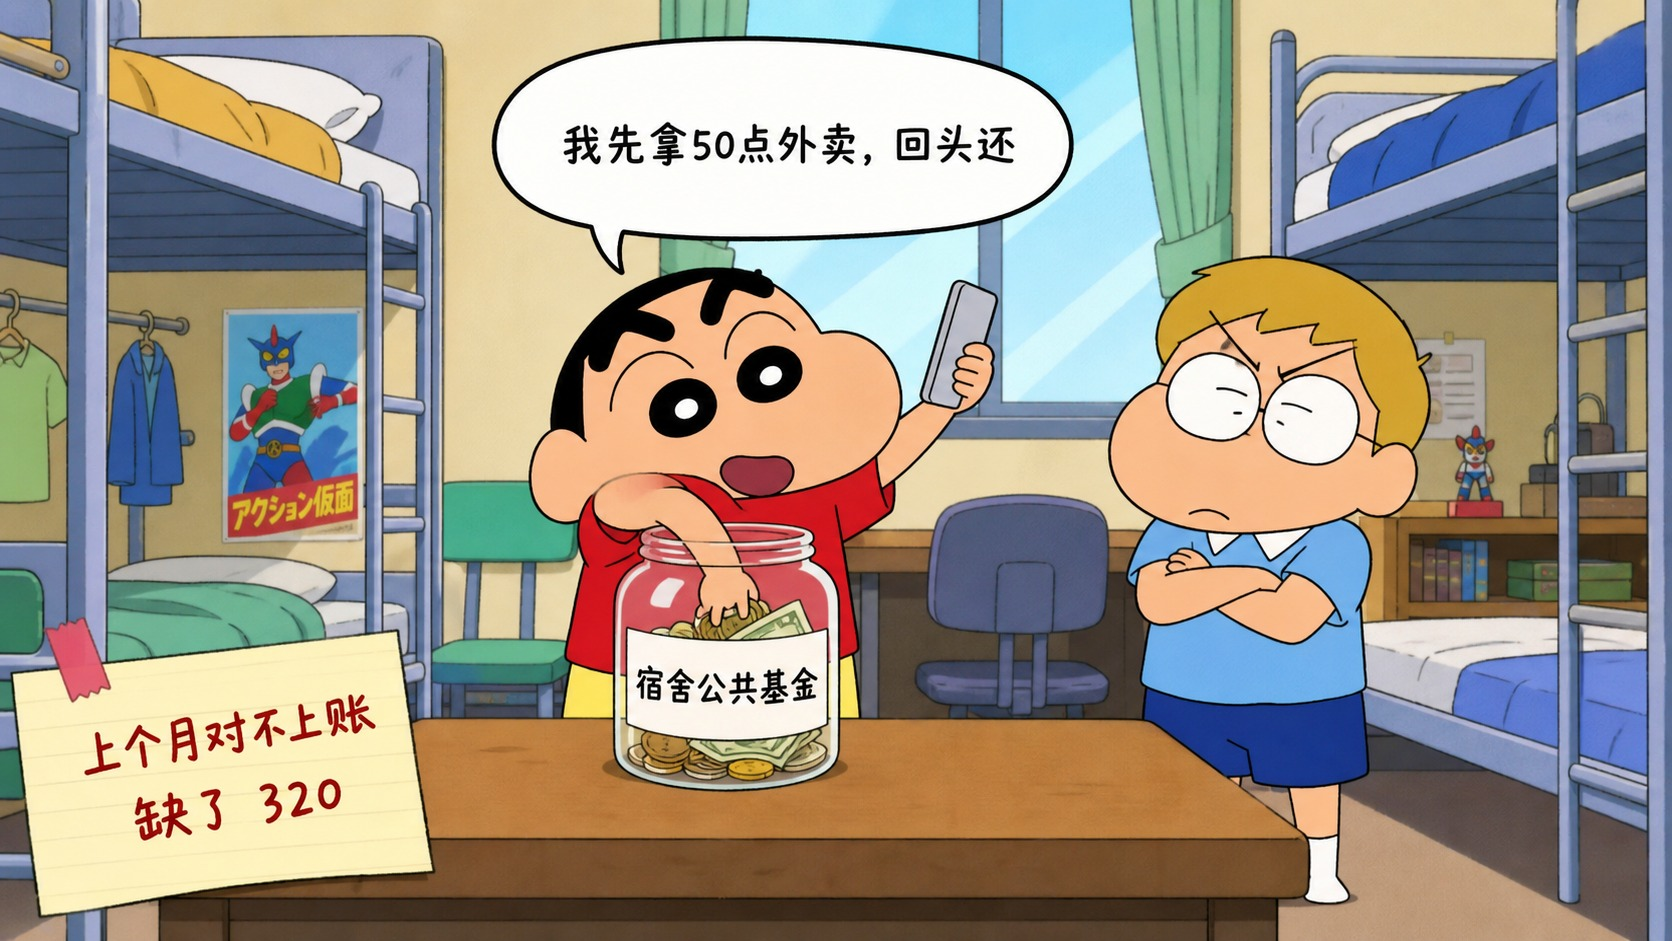 我先拿50点外卖，回头还
アクション仮面
宿舍公共基金
上个月对不上账
缺了 320